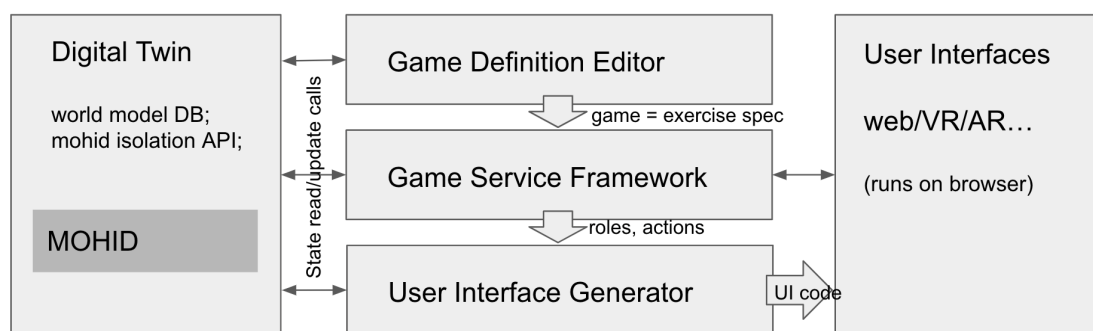 Digital Twin
world model DB;
mohid isolation API;
MOHID
State read/update calls
Game Definition Editor
game = exercise spec
Game Service Framework
roles, actions
User Interface Generator
UI code
User Interfaces
web/VR/AR…
(runs on browser)